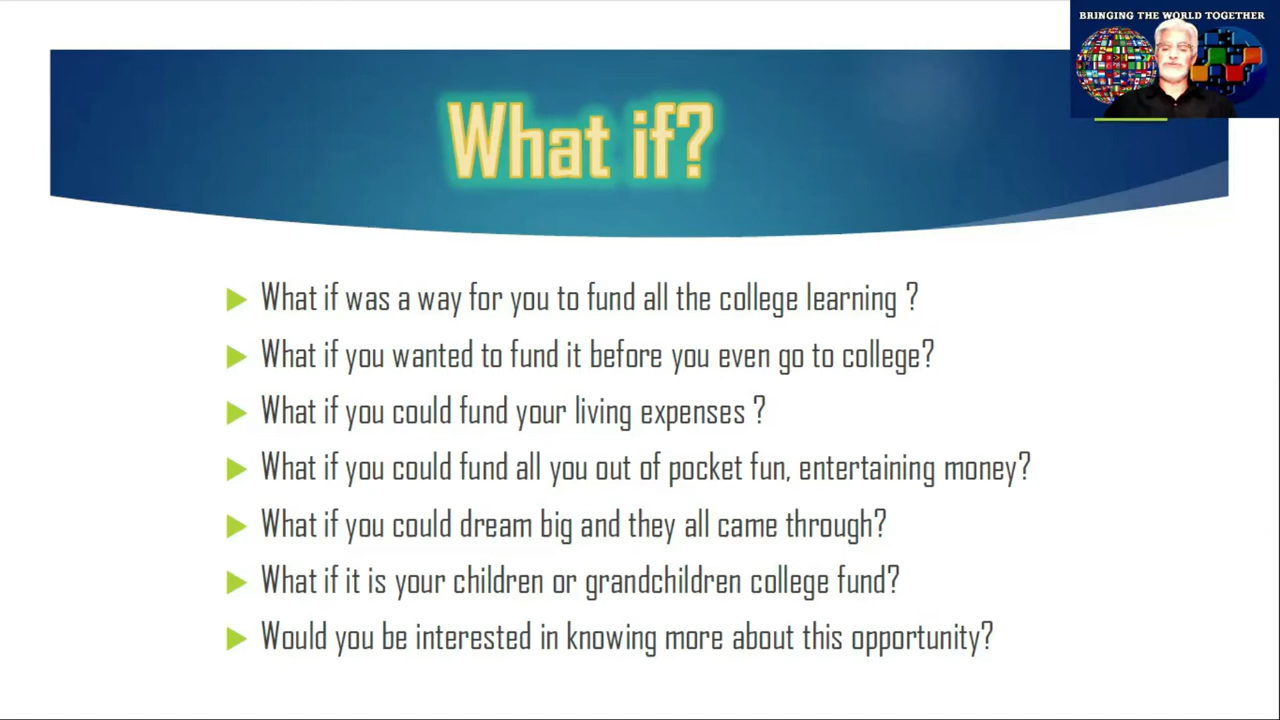 BRINGING THE WORLD TOGETHER
What if?
What if was a way for you to fund all the college learning ?
What if you wanted to fund it before you even go to college?
What if you could fund your living expenses ?
What if you could fund all you out of pocket fun, entertaining money?
What if you could dream big and they all came through?
What if it is your children or grandchildren college fund?
Would you be interested in knowing more about this opportunity?